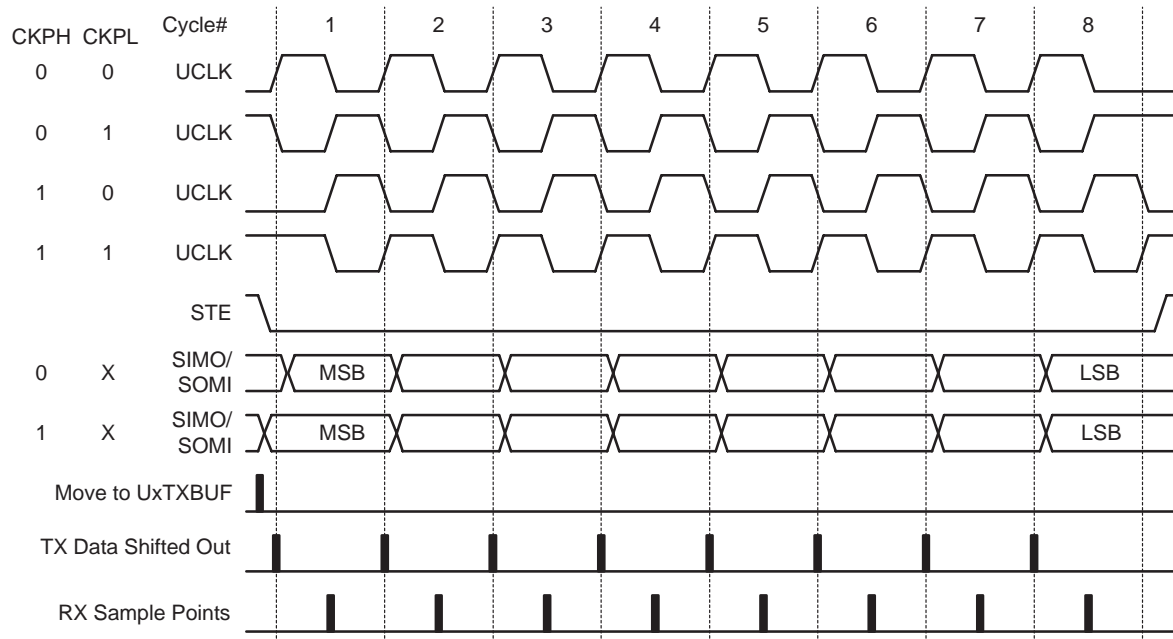 CKPH CKPL Cycle# 1 2 3 4 5 6 7 8
0 0 UCLK
0 1 UCLK
1 0 UCLK
1 1 UCLK
STE
0 X SIMO/
SOMI MSB LSB
1 X SIMO/
SOMI MSB LSB
Move to UxTXBUF
TX Data Shifted Out
RX Sample Points